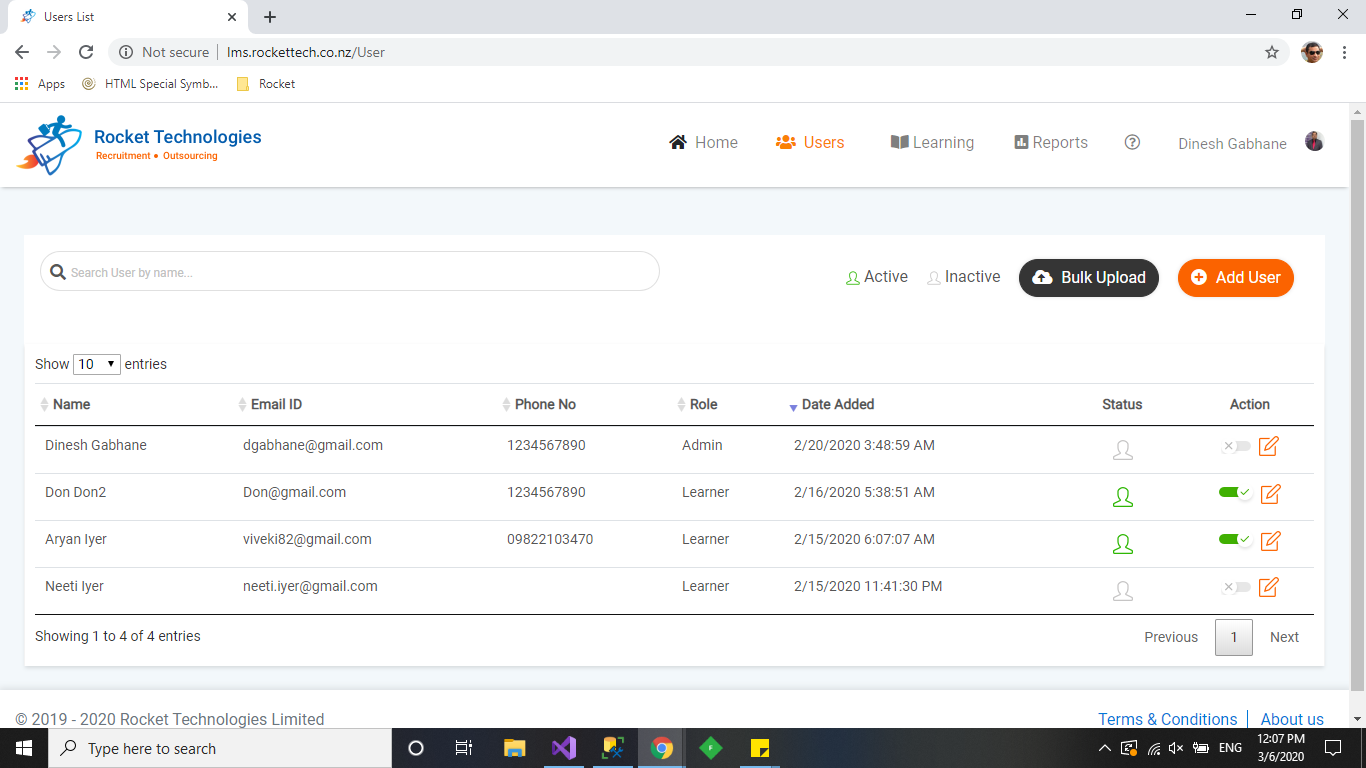 Users List
Not secure lms.rockettech.co.nz/User
Apps HTML Special Symb... Rocket
Rocket Technologies
Recruitment • Outsourcing
Home Users Learning Reports Dinesh Gabhane
Search User by name...
Active Inactive Bulk Upload Add User
Show 10 entries
Name Email ID Phone No Role Date Added Status Action
Dinesh Gabhane dgabhane@gmail.com 1234567890 Admin 2/20/2020 3:48:59 AM
Don Don2 Don@gmail.com 1234567890 Learner 2/16/2020 5:38:51 AM
Aryan Iyer viveki82@gmail.com 09822103470 Learner 2/15/2020 6:07:07 AM
Neeti Iyer neeti.iyer@gmail.com Learner 2/15/2020 11:41:30 PM
Showing 1 to 4 of 4 entries Previous 1 Next
© 2019 - 2020 Rocket Technologies Limited Terms & Conditions About us
Type here to search ENG 12:07 PM
3/6/2020